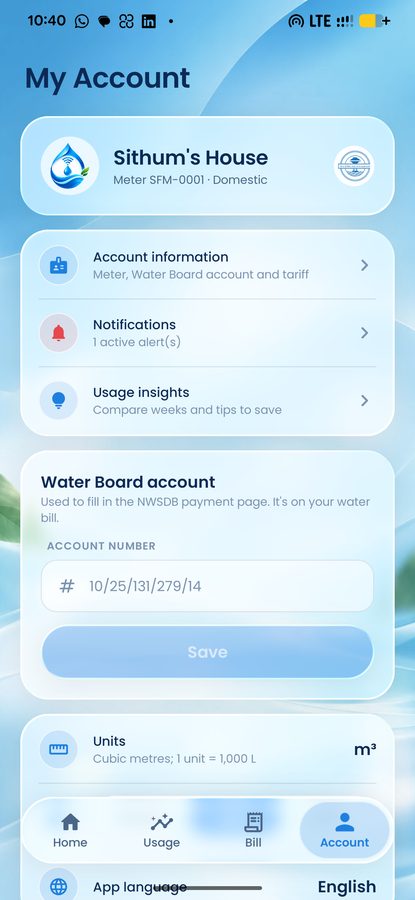 10:40
LTE
My Account
Sithum's House
Meter SFM-0001 · Domestic
Account information
Meter, Water Board account and tariff
Notifications
1 active alert(s)
Usage insights
Compare weeks and tips to save
Water Board account
Used to fill in the NWSDB payment page. It's on your water
bill.
ACCOUNT NUMBER
# 10/25/131/279/14
Save
Units
Cubic metres; 1 unit = 1,000 L
m³
Home
Usage
Bill
Account
App language
English